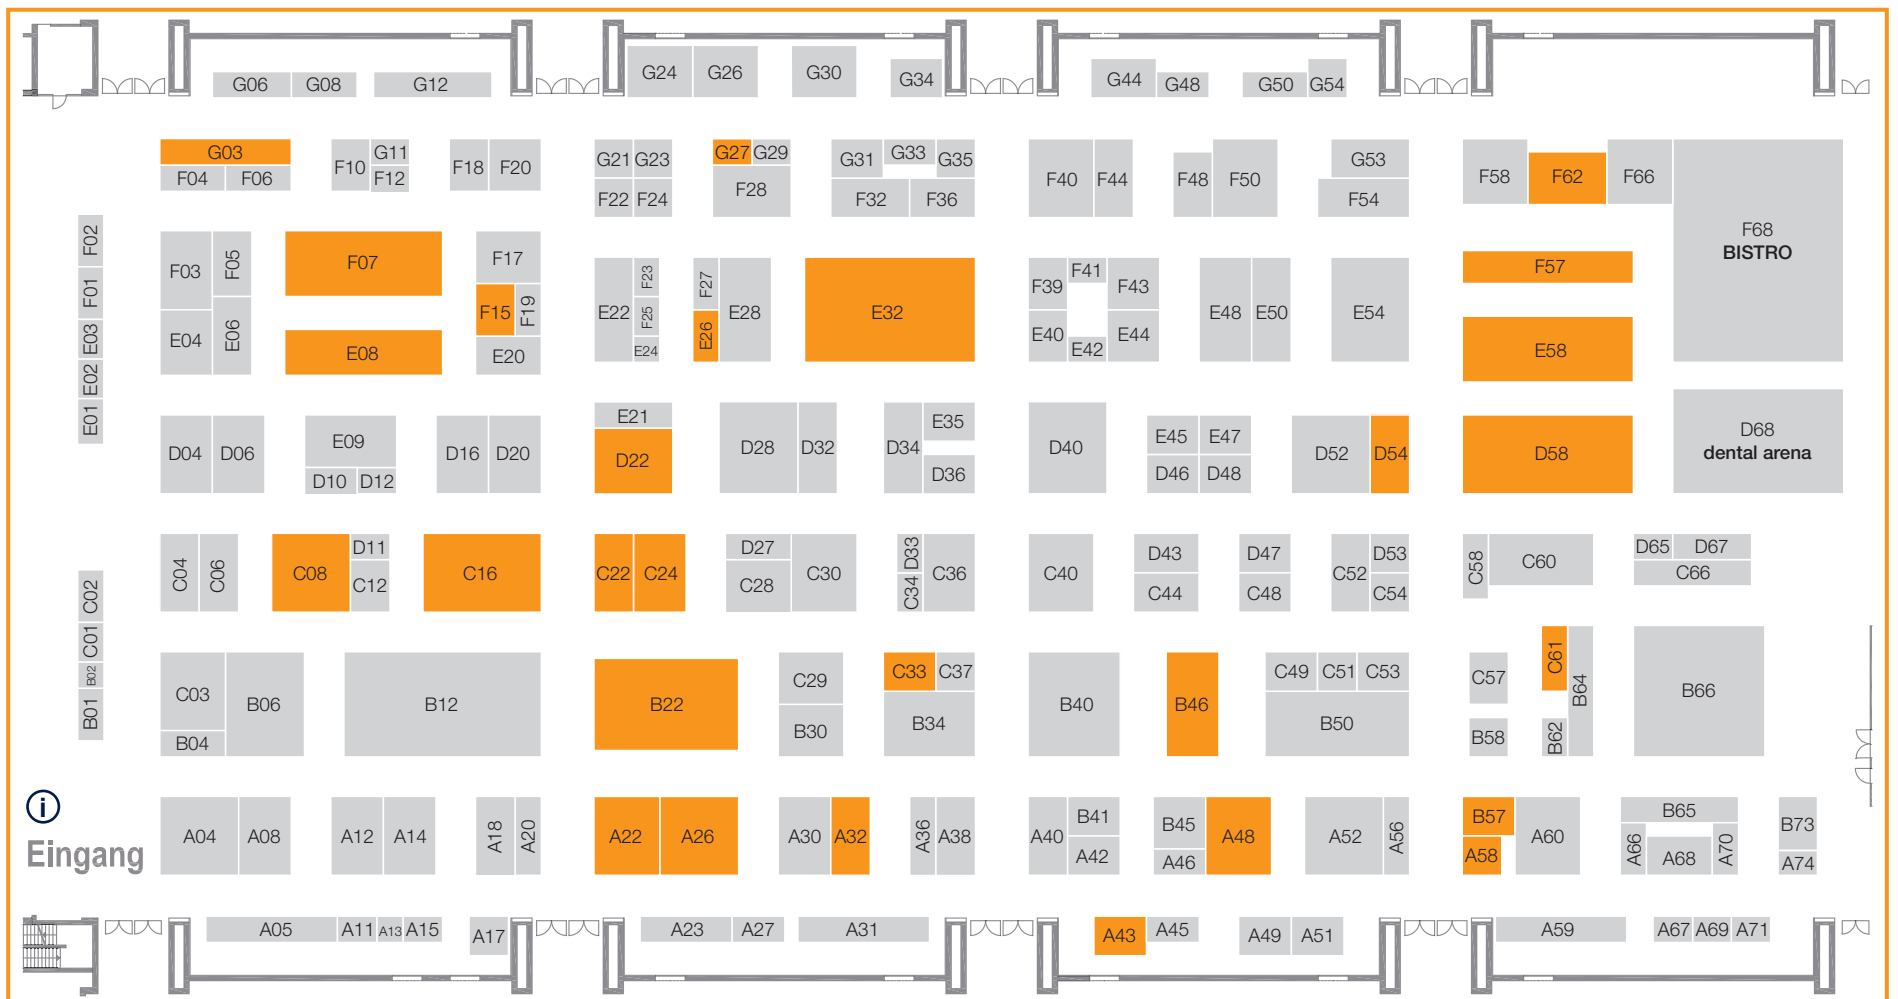 G06 G08 G12 G24 G26 G30 G34 G44 G48 G50 G54
G03 G11 G21 G23 G27 G29 G31 G33 G35 G53
F04 F06 F10 F12 F18 F20 F22 F24 F28 F32 F36 F40 F44 F48 F50 F54 F58 F62 F66
F68
BISTRO
F02 F01 E03 E02 E01
F03 F05 F07 F17 F23 F27 F41 F39 F43 F57
F15 F19 F25
E04 E06 E08 E20 E22 E24 E26 E28 E32 E40 E42 E44 E48 E50 E54 E58
E09 E21 E35 E45 E47
D04 D06 D10 D12 D16 D20 D22 D28 D32 D34 D36 D40 D46 D48 D52 D54 D58
D68
dental arena
D11 D27 D33 D43 D47 D53 D65 D67
C04 C06 C08 C12 C16 C22 C24 C28 C30 C34 C36 C40 C44 C48 C52 C54 C58 C60 C66
C02 C01 B02 B01
C03 C29 C33 C37 C49 C51 C53 C57 C61
B04 B06 B12 B22 B30 B34 B40 B46 B50 B58 B62 B64 B66
i
Eingang
B41 B45 B57 B65 B73
A04 A08 A12 A14 A18 A20 A22 A26 A30 A32 A36 A38 A40 A42 A46 A48 A52 A56 A58 A60 A66 A68 A70 A74
A05 A11 A13 A15 A17 A23 A27 A31 A43 A45 A49 A51 A59 A67 A69 A71